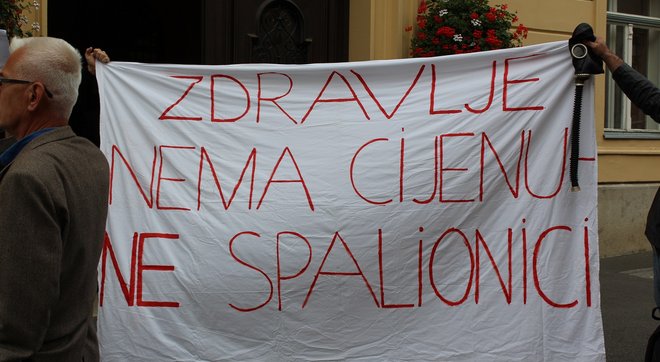 ZDRAVLJE
NEMA CIJENU-
NE SPALIONICI